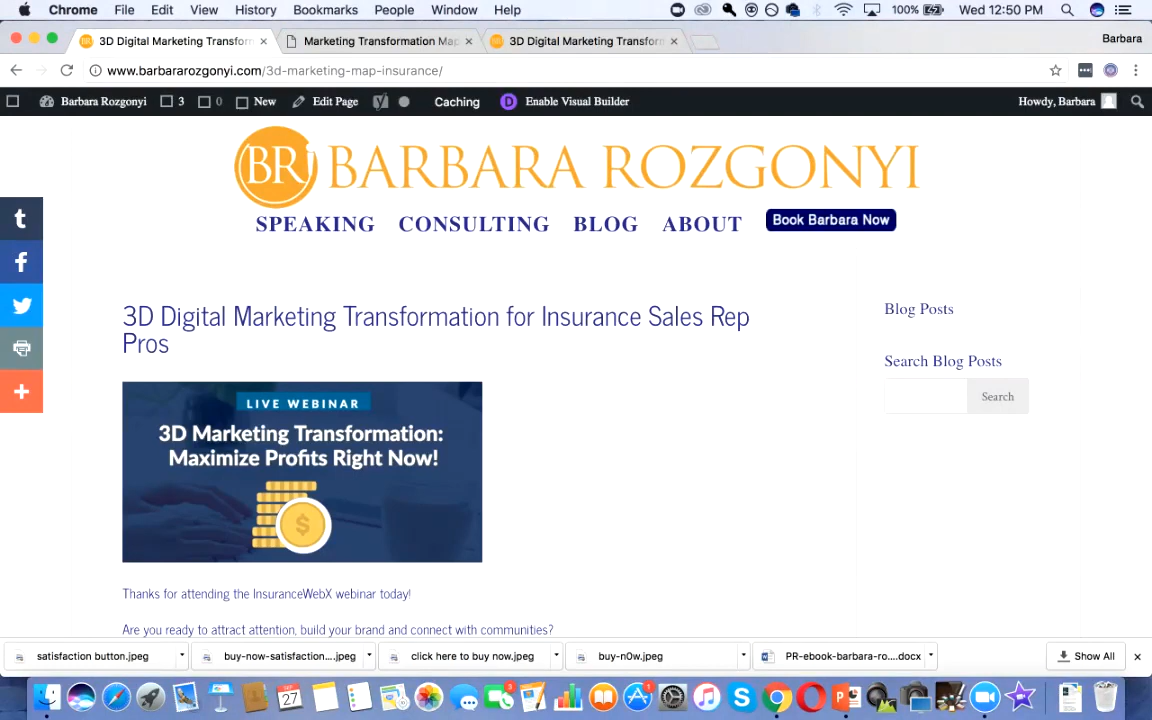 Chrome File Edit View History Bookmarks People Window Help 100% Wed 12:50 PM
3D Digital Marketing Transform × Marketing Transformation Map × 3D Digital Marketing Transform × Barbara
www.barbararozgonyi.com/3d-marketing-map-insurance/
Barbara Rozgonyi 3 0 New Edit Page Caching D Enable Visual Builder Howdy, Barbara
BR BARBARA ROZGONYI
SPEAKING CONSULTING BLOG ABOUT Book Barbara Now
3D Digital Marketing Transformation for Insurance Sales Rep
Pros
Blog Posts
Search Blog Posts
Search
LIVE WEBINAR
3D Marketing Transformation:
Maximize Profits Right Now!
$
Thanks for attending the InsuranceWebX webinar today!
Are you ready to attract attention, build your brand and connect with communities?
satisfaction button.jpeg buy-now-satisfaction....jpeg click here to buy now.jpeg buy-n0w.jpeg PR-ebook-barbara-ro....docx Show All ×
SEP
27
3
1